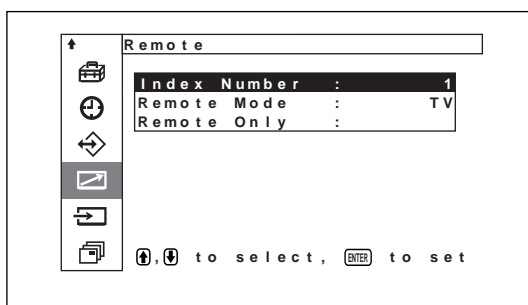 Remote
Index Number : 1
Remote Mode : TV
Remote Only :
, to select, ENTER to set